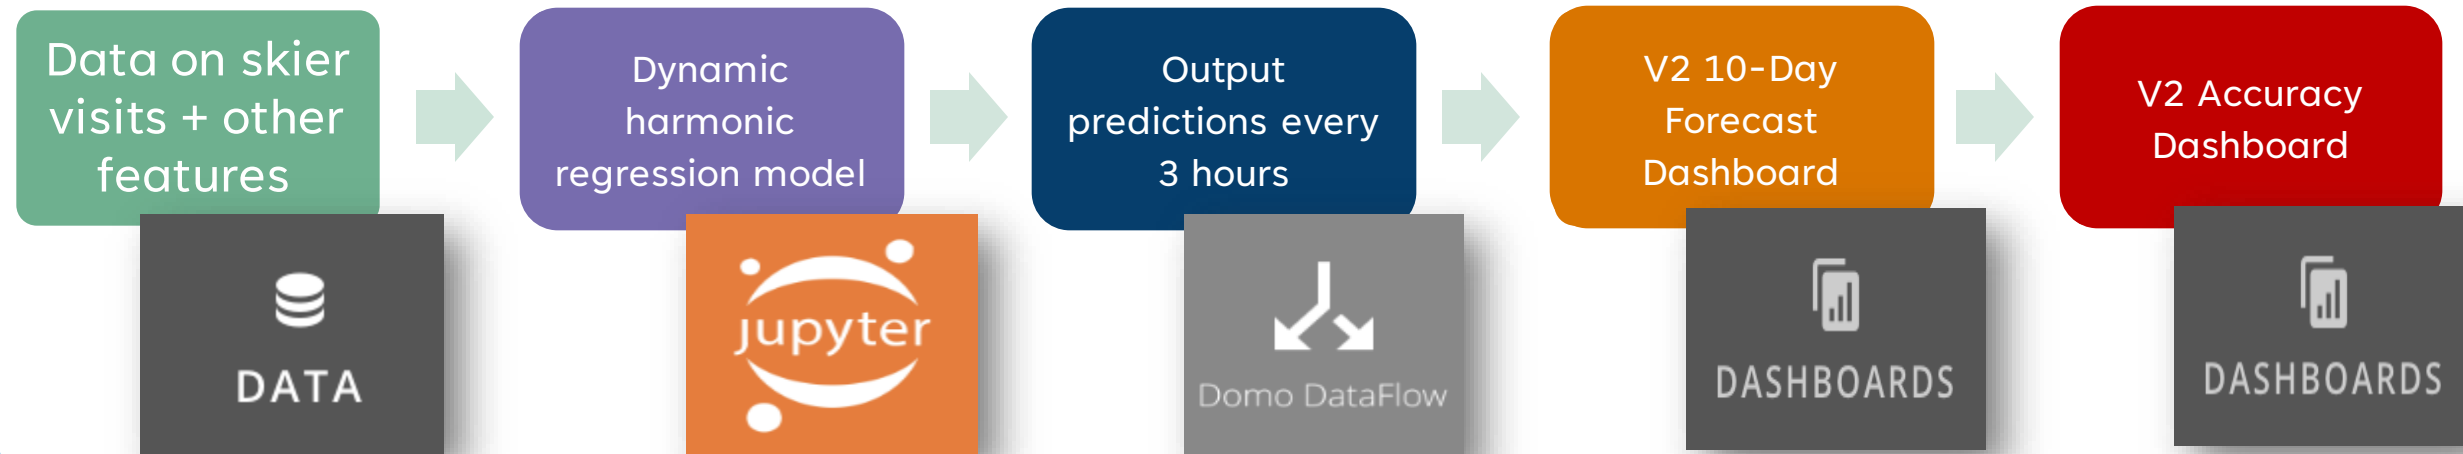 Data on skier
visits + other
features
Dynamic
harmonic
regression model
Output
predictions every
3 hours
V2 10-Day
Forecast
Dashboard
V2 Accuracy
Dashboard
DATA
jupyter
Domo DataFlow
DASHBOARDS
DASHBOARDS